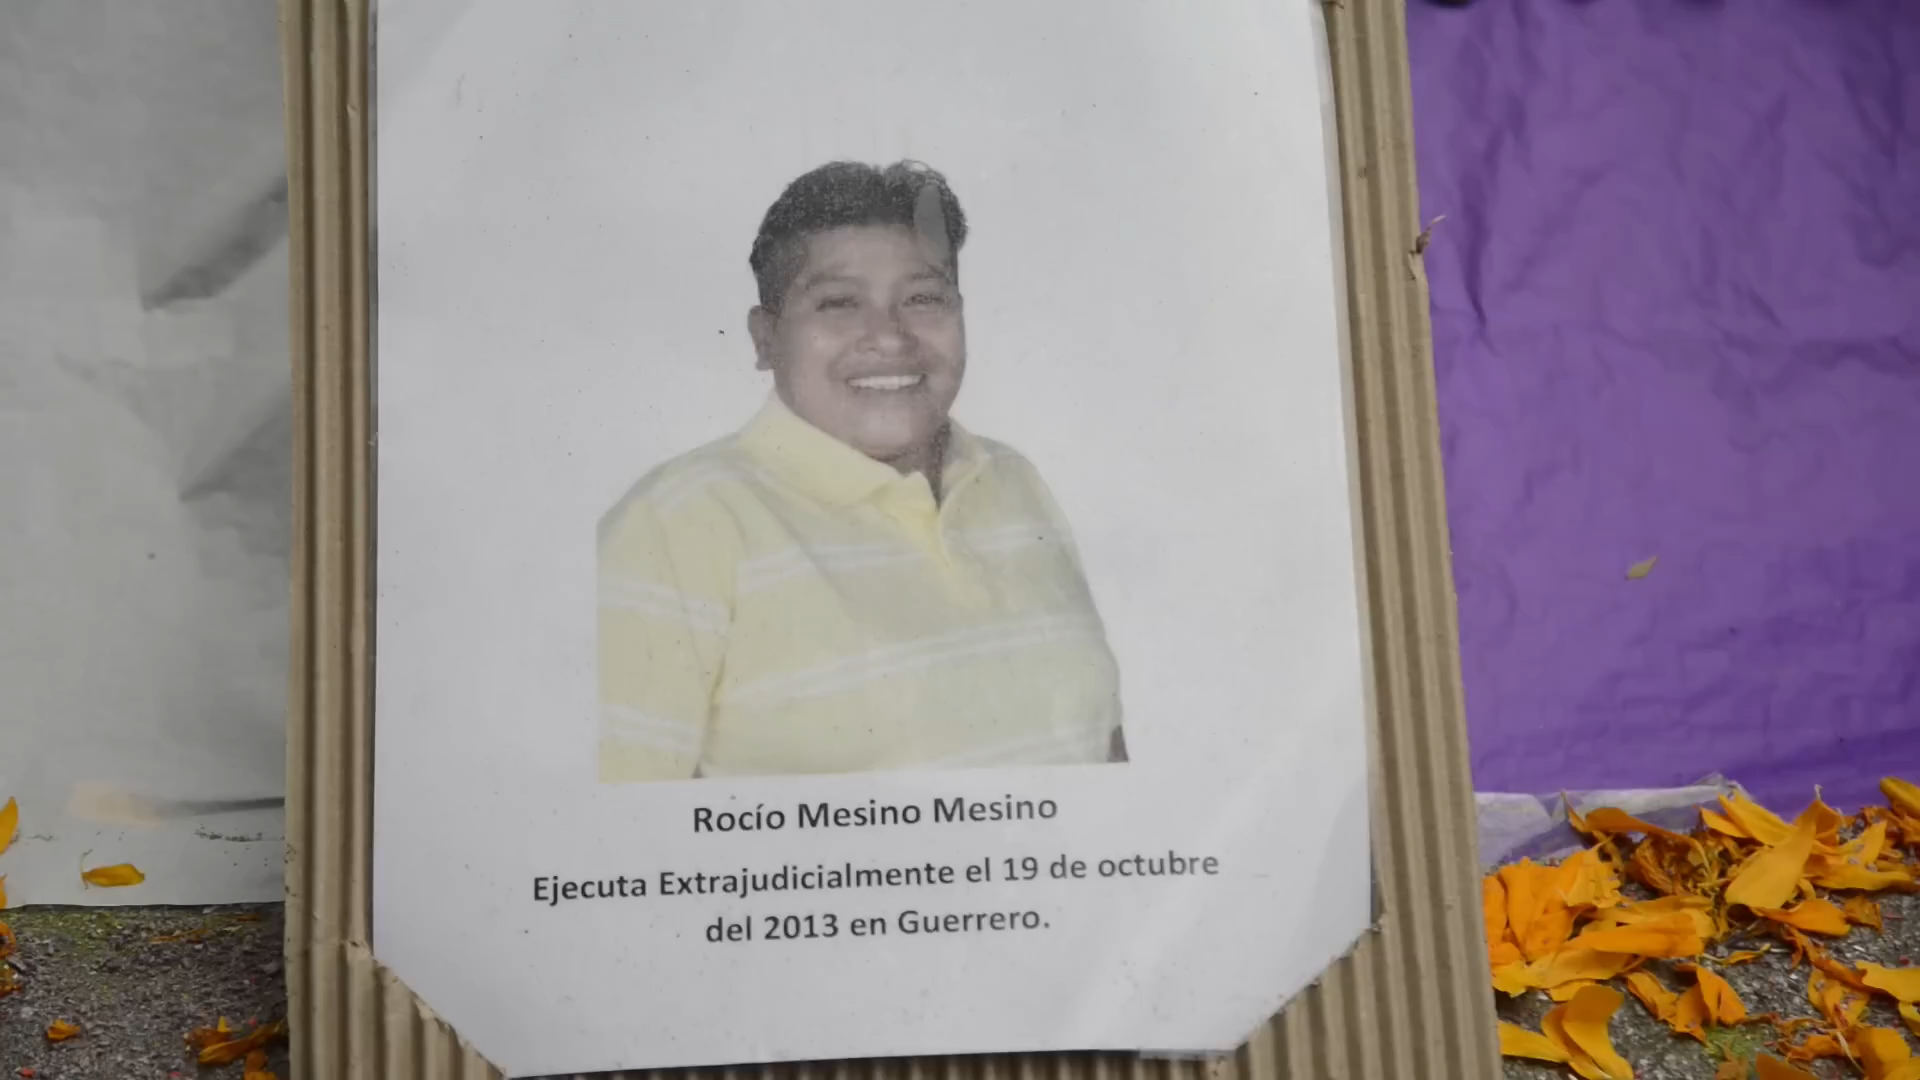 Rocío Mesino Mesino
Ejecuta Extrajudicialmente el 19 de octubre
del 2013 en Guerrero.